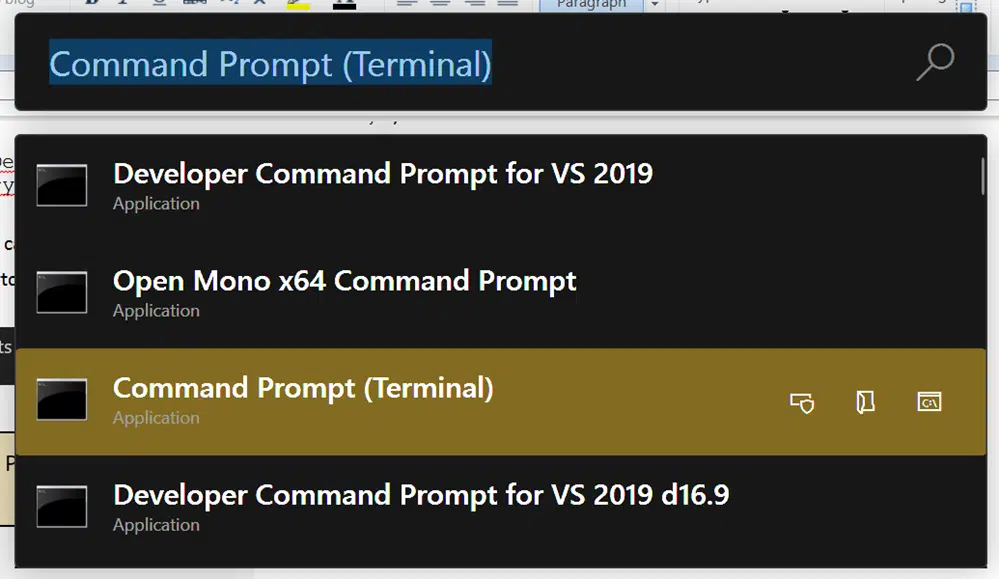 blog
Paragraph
Command Prompt (Terminal)
Developer Command Prompt for VS 2019
Application
Open Mono x64 Command Prompt
Application
Command Prompt (Terminal)
Application
Developer Command Prompt for VS 2019 d16.9
Application